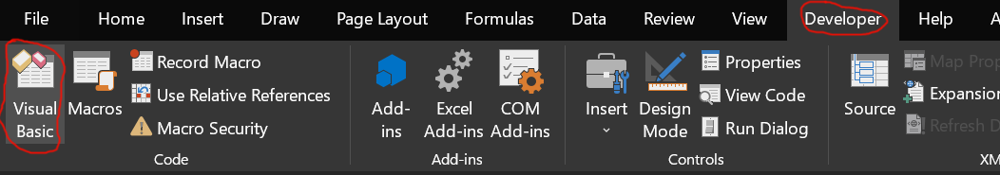 File Home Insert Draw Page Layout Formulas Data Review View Developer Help
Visual
Basic
Macros
Record Macro
Use Relative References
Macro Security
Code
Add-
ins
Excel
Add-ins
COM
Add-ins
Add-ins
Insert
Design
Mode
Properties
View Code
Run Dialog
Controls
Source
Map Prop
Expansion
Refresh D
XM